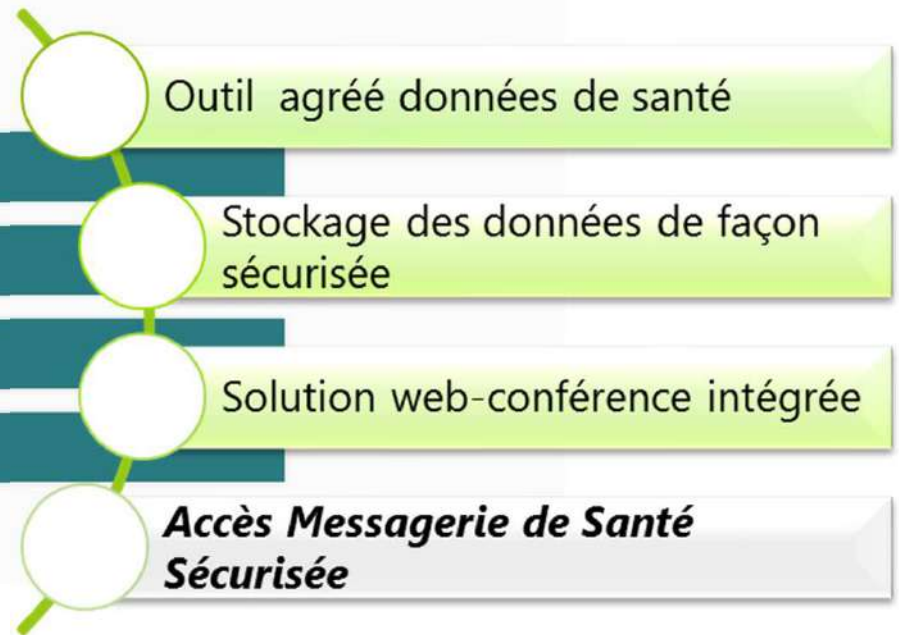 Outil agréé données de santé
Stockage des données de façon
sécurisée
Solution web-conférence intégrée
Accès Messagerie de Santé
Sécurisée